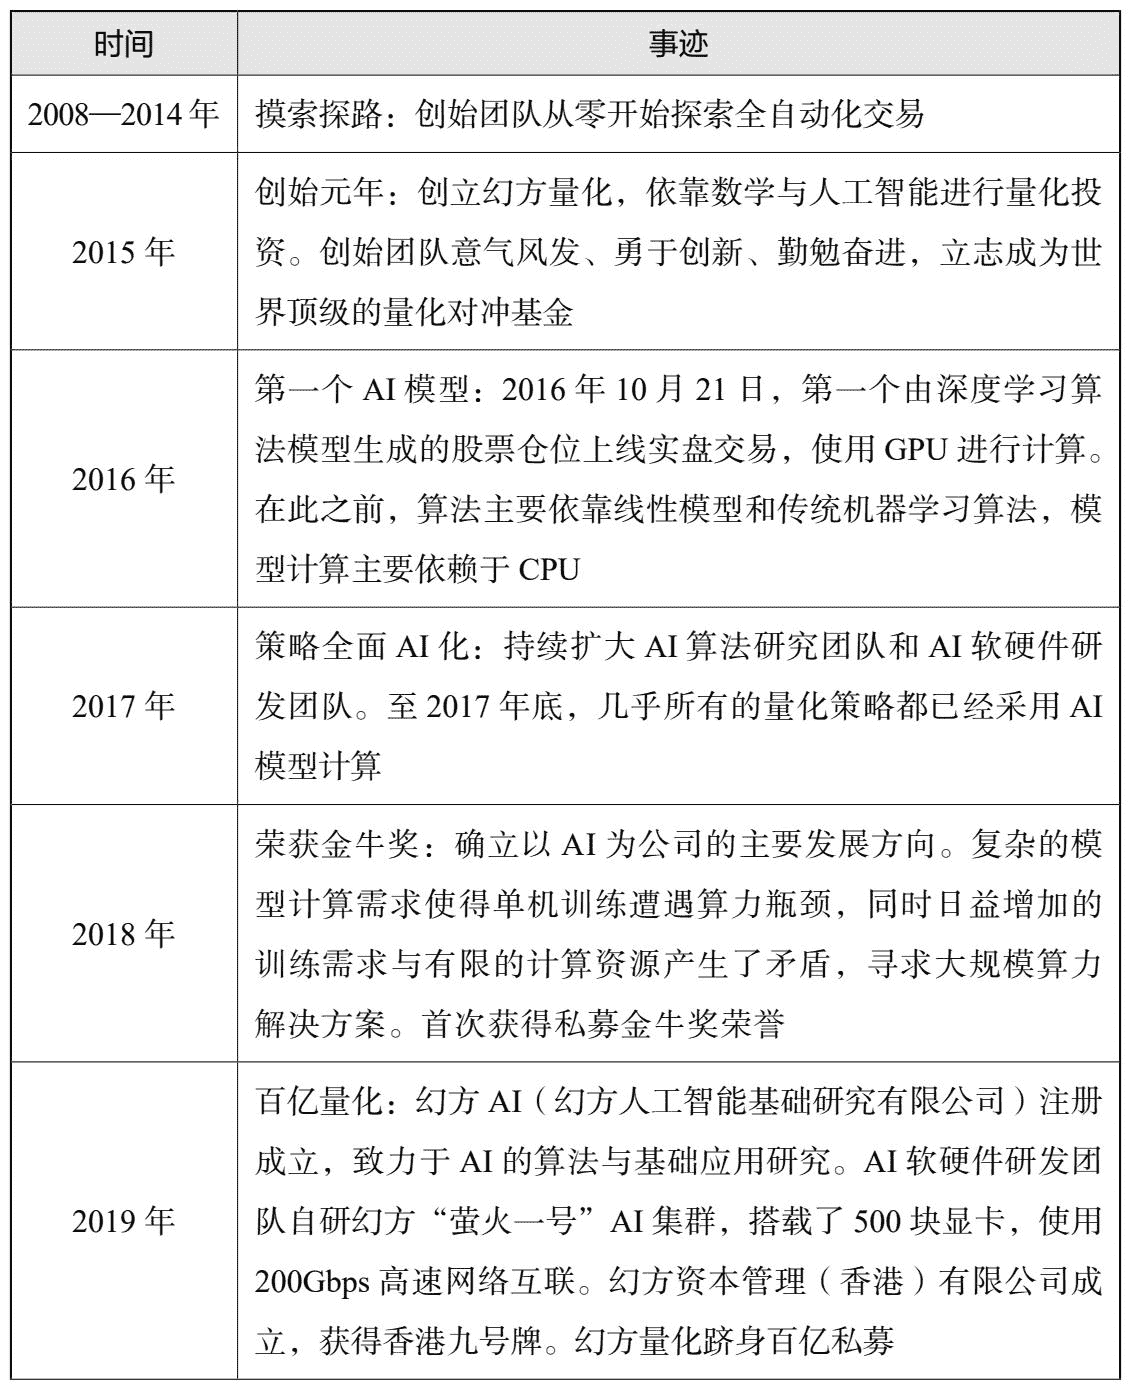 时间
事迹
2008—2014 年
摸索探路：创始团队从零开始探索全自动化交易
2015 年
创始元年：创立幻方量化，依靠数学与人工智能进行量化投
资。创始团队意气风发、勇于创新、勤勉奋进，立志成为世
界顶级的量化对冲基金
2016 年
第一个 AI 模型：2016 年 10 月 21 日，第一个由深度学习算
法模型生成的股票仓位上线实盘交易，使用 GPU 进行计算。
在此之前，算法主要依靠线性模型和传统机器学习算法，模
型计算主要依赖于 CPU
2017 年
策略全面 AI 化：持续扩大 AI 算法研究团队和 AI 软硬件研
发团队。至 2017 年底，几乎所有的量化策略都已经采用 AI
模型计算
2018 年
荣获金牛奖：确立以 AI 为公司的主要发展方向。复杂的模
型计算需求使得单机训练遭遇算力瓶颈，同时日益增加的
训练需求与有限的计算资源产生了矛盾，寻求大规模算力
解决方案。首次获得私募金牛奖荣誉
2019 年
百亿量化：幻方 AI（幻方人工智能基础研究有限公司）注册
成立，致力于 AI 的算法与基础应用研究。AI 软硬件研发团
队自研幻方“萤火一号”AI 集群，搭载了 500 块显卡，使用
200Gbps 高速网络互联。幻方资本管理（香港）有限公司成
立，获得香港九号牌。幻方量化跻身百亿私募